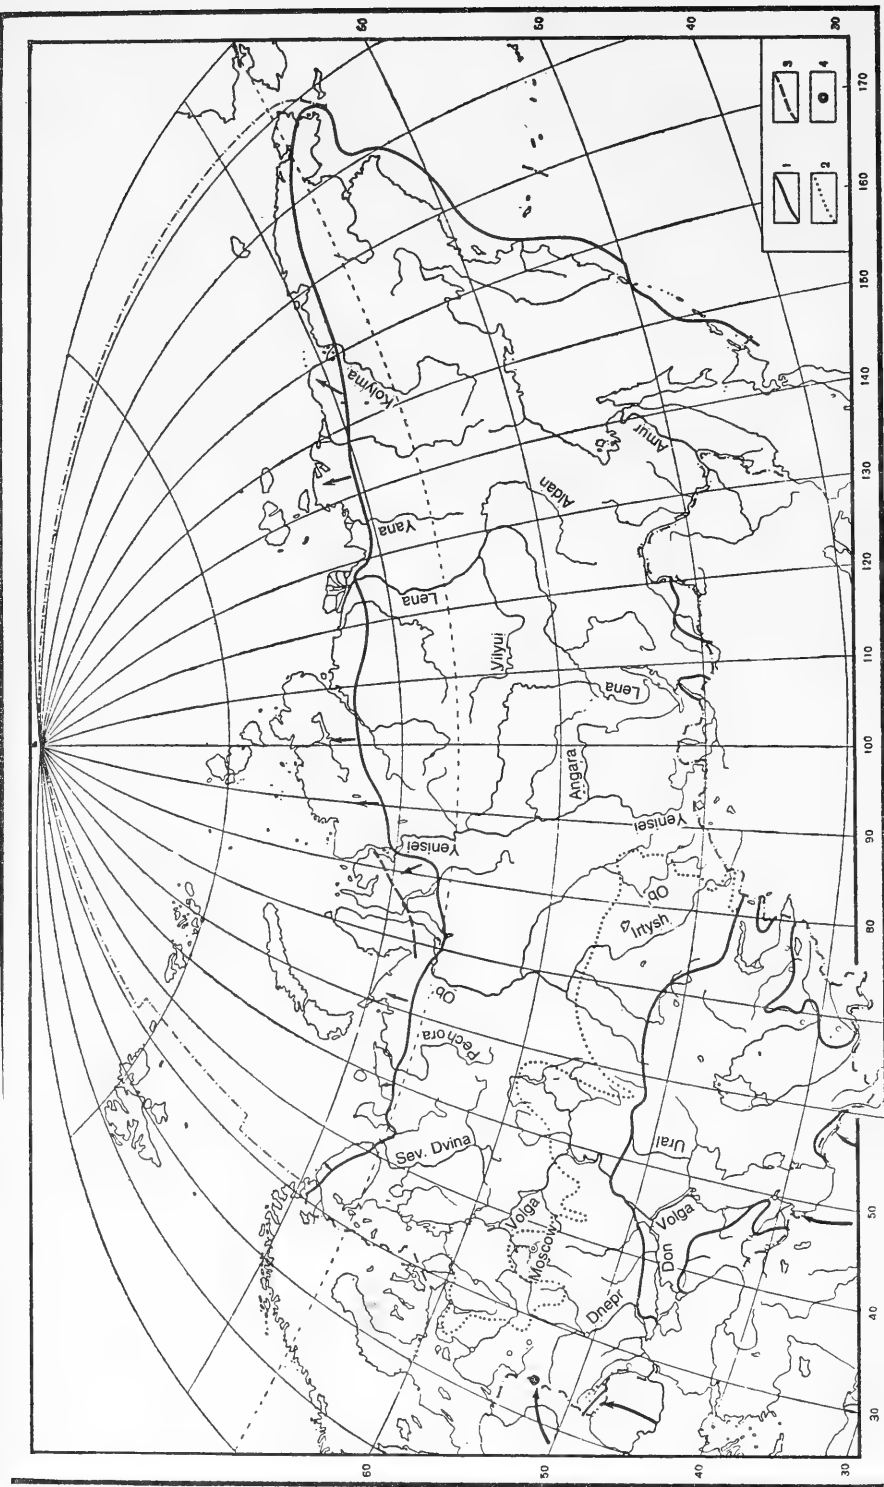 60
50
40
30
170
160
150
140
130
120
110
100
90
80
50
40
30
60
50
40
30
3
4
1
2
Kolyma
Amur
Aldan
Yana
Lena
Vilyui
Lena
Angara
Yenisei
Yenisei
Ob
Irtysh
Ob
Pechora
Sev. Dvina
Ural
Volga
Volga
Moscow
Don
Dnepr